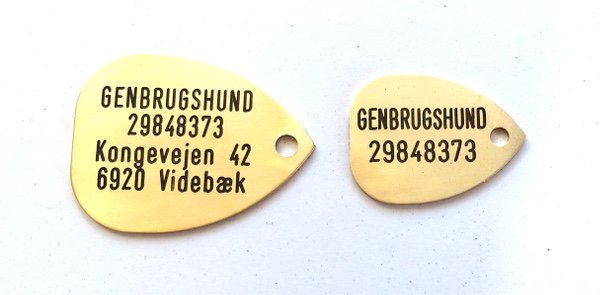 GENBRUGSHUND
29848373
Kongevejen 42
6920 Videbæk
GENBRUGSHUND
29848373